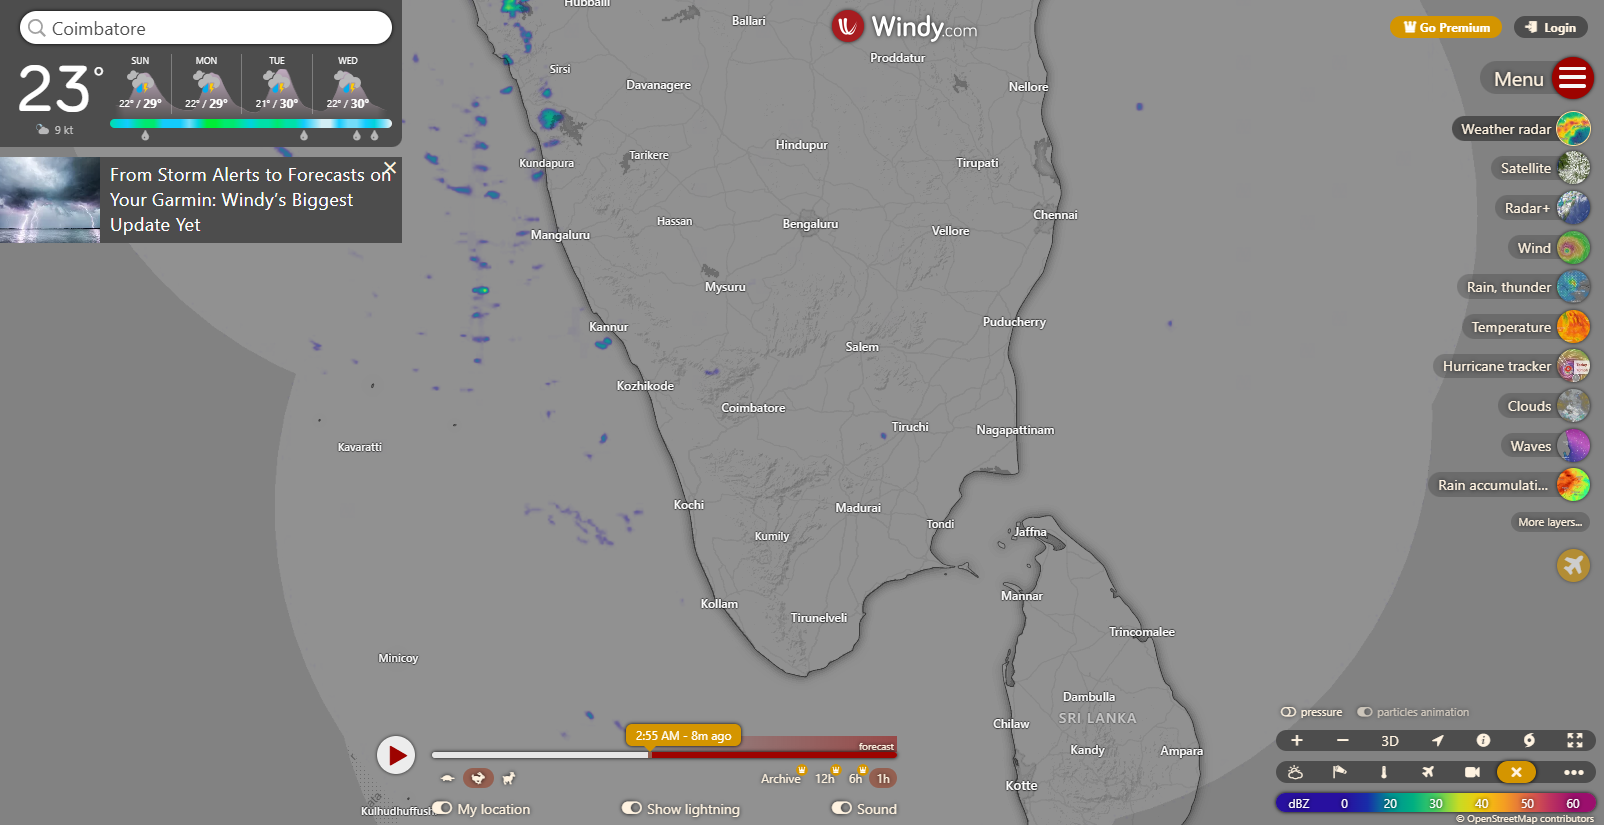 Coimbatore
23°
9 kt
SUN
MON
TUE
WED
22° / 29°
22° / 29°
21° / 30°
22° / 30°
From Storm Alerts to Forecasts on
Your Garmin: Windy's Biggest
Update Yet
Windy.com
Go Premium
Login
Menu
Weather radar
Satellite
Radar+
Wind
Rain, thunder
Temperature
Hurricane tracker
Clouds
Waves
Rain accumulati...
More layers...
Hubballi
Ballari
Proddatur
Sirsi
Davanagere
Nellore
Hindupur
Kundapura
Tarikere
Tirupati
Chennai
Hassan
Bengaluru
Vellore
Mangaluru
Mysuru
Puducherry
Kannur
Salem
Kozhikode
Coimbatore
Tiruchi
Nagapattinam
Kavaratti
Kochi
Madurai
Tondi
Jaffna
Kumily
Mannar
Kollam
Tirunelveli
Trincomalee
Minicoy
Dambulla
SRI LANKA
Chilaw
Kandy
Ampara
Kotte
Kulhudhuffush
2:55 AM - 8m ago
forecast
Archive
12h
6h
1h
My location
Show lightning
Sound
pressure
particles animation
3D
dBZ 0 20 30 40 50 60
© OpenStreetMap contributors